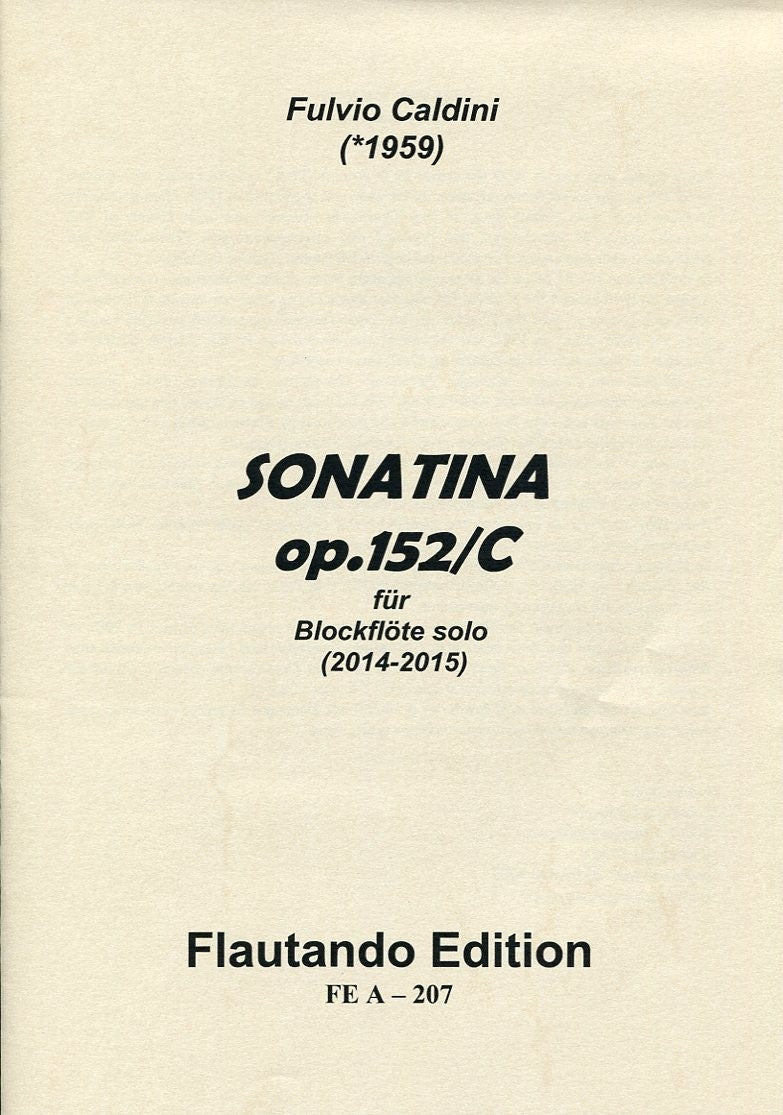 Fulvio Caldini
(*1959)
SONATINA
op.152/C
für
Blockflöte solo
(2014-2015)
Flautando Edition
FE A – 207